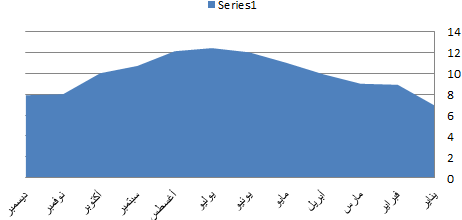 Series1
14
12
10
8
6
4
2
0
يناير
فبراير
مارس
أبريل
مايو
يونيو
يوليو
أغسطس
سبتمبر
أكتوبر
نوفمبر
ديسمبر